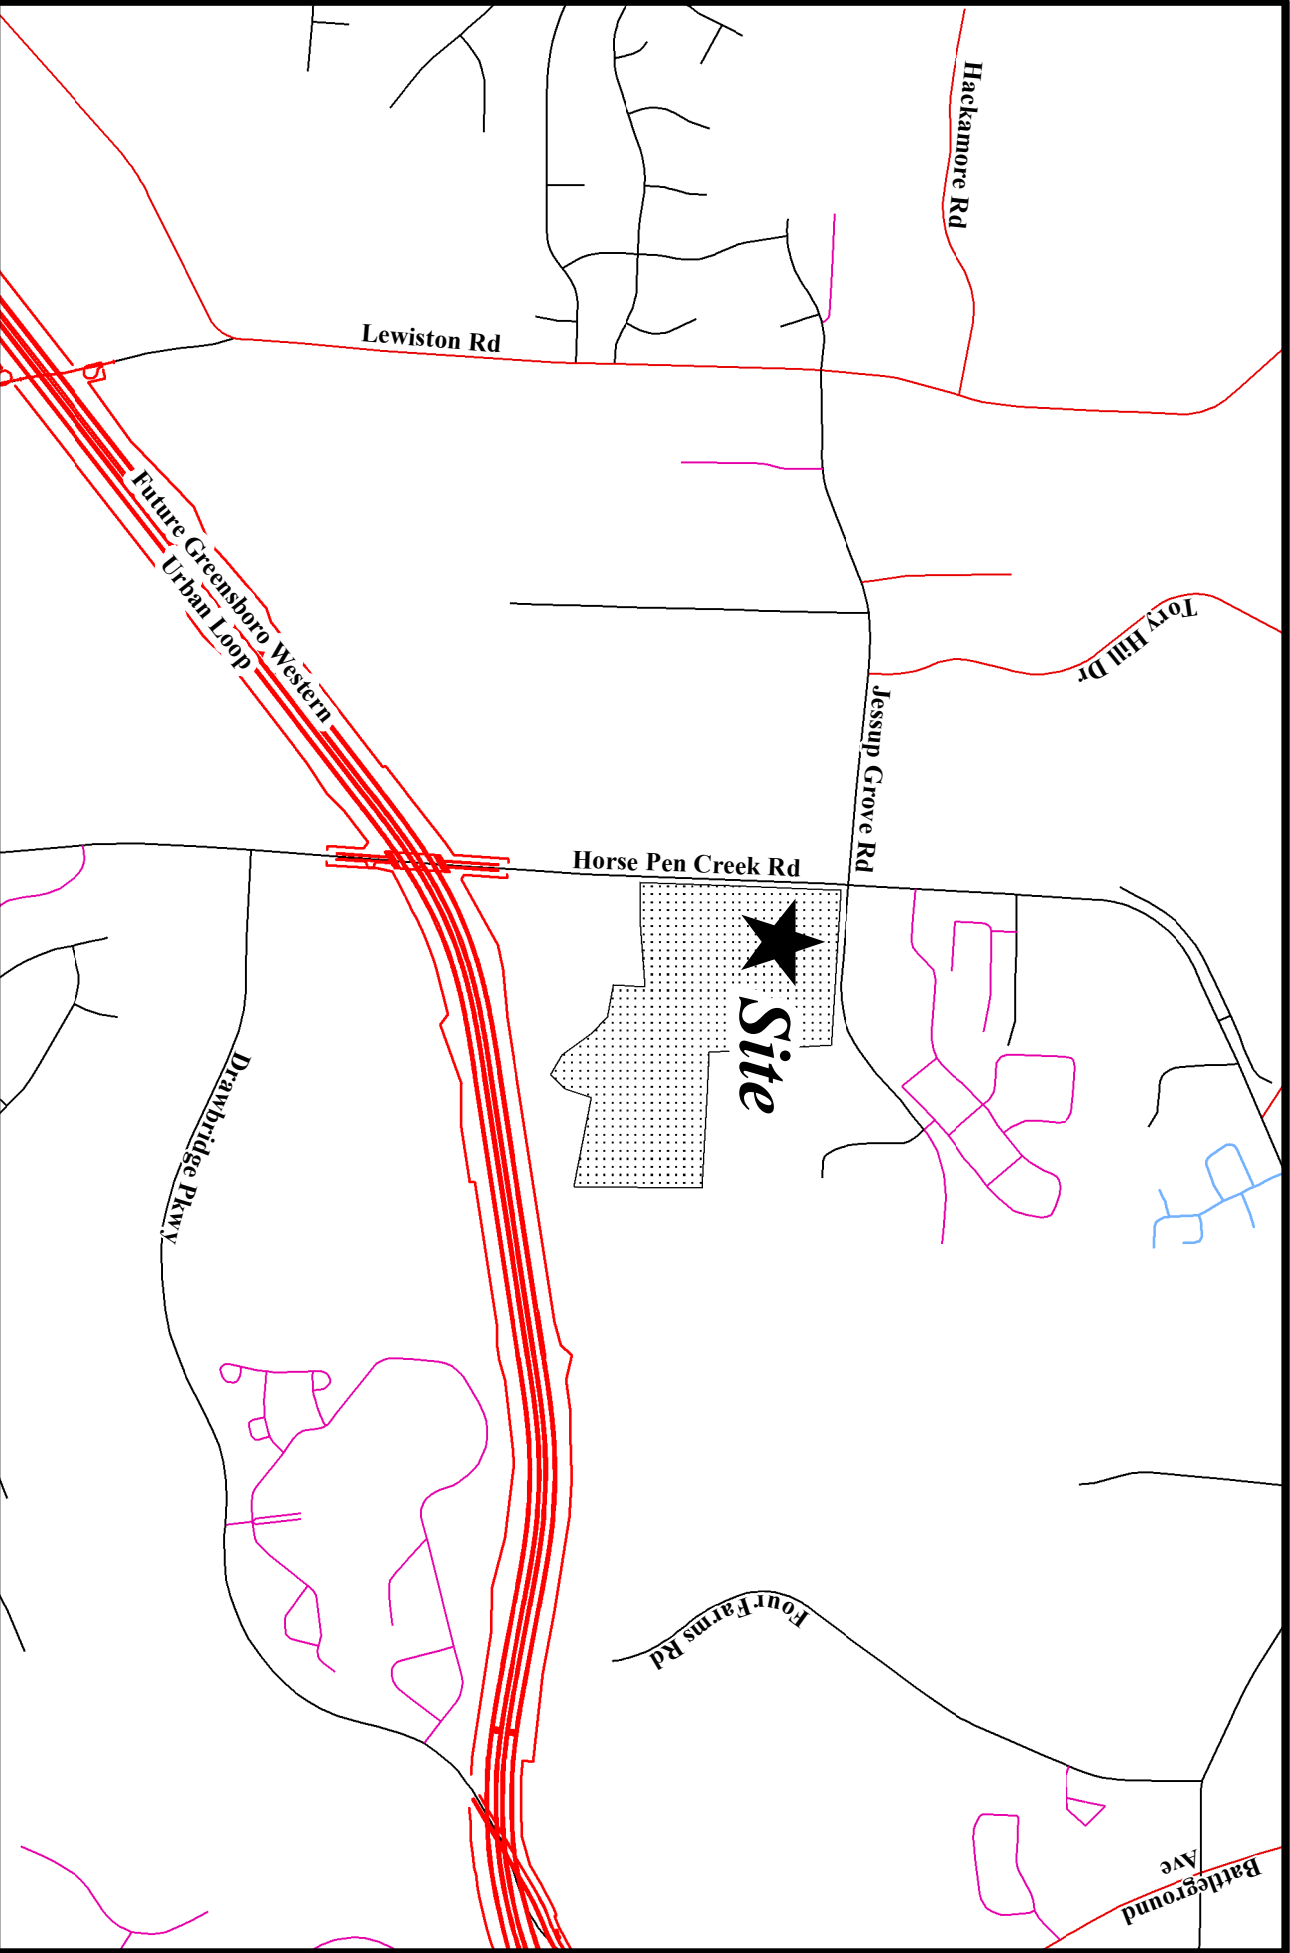 Hackamore Rd
Lewiston Rd
Future Greensboro Western
Urban Loop
Tory Hill Dr
Jessup Grove Rd
Horse Pen Creek Rd
Site
Drawbridge Pkwy
Four Farms Rd
Battleground
Ave